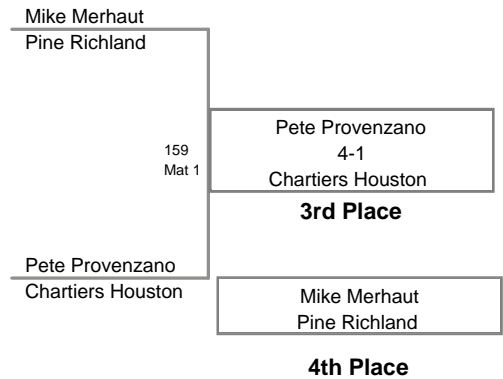 Mike Merhaut
Pine Richland
159
Mat 1
Pete Provenzano
4-1
Chartiers Houston
3rd Place
Pete Provenzano
Chartiers Houston
Mike Merhaut
Pine Richland
4th Place